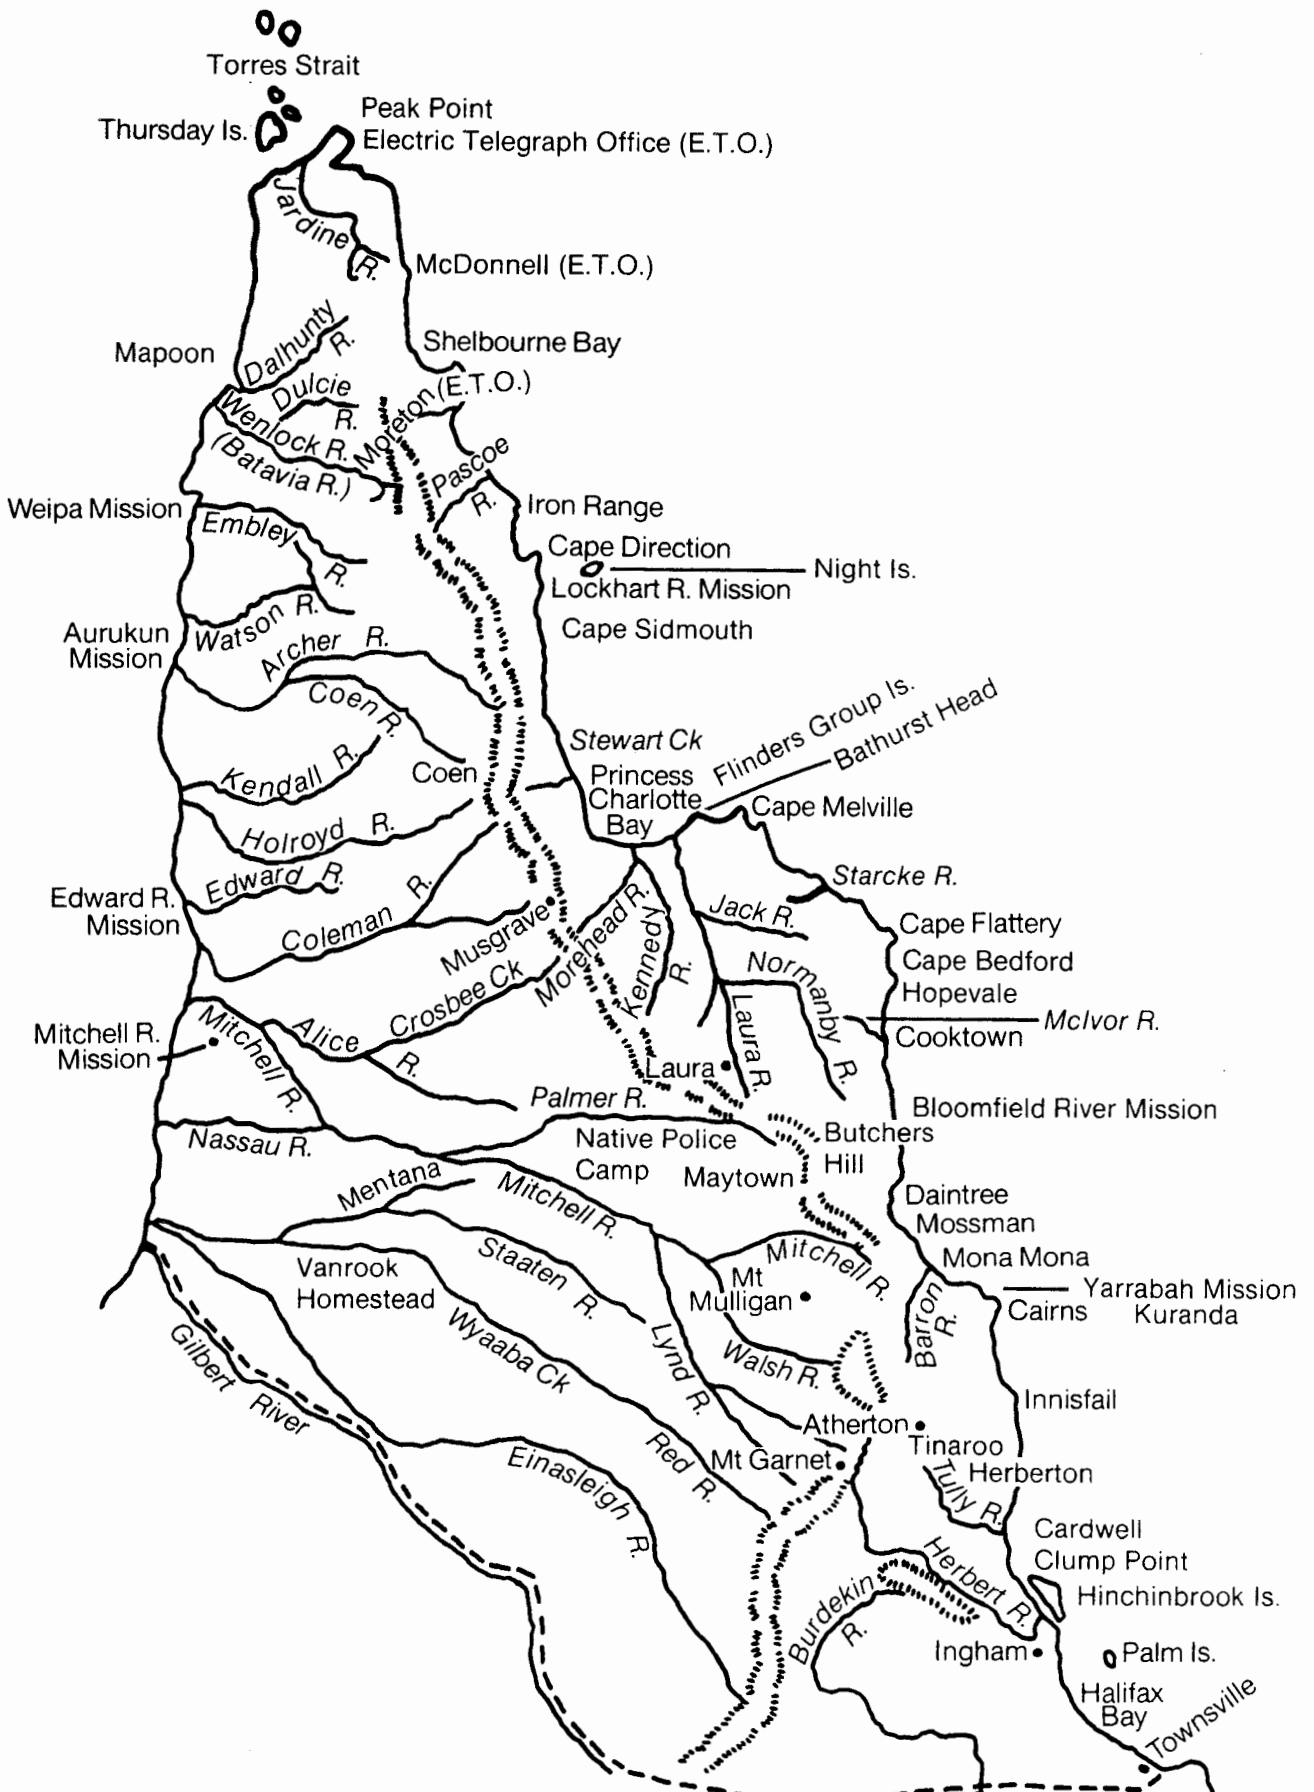 Torres Strait
Thursday Is.
Peak Point
Electric Telegraph Office (E.T.O.)
Jardine
R.
McDonnell (E.T.O.)
Mapoon
Dalhunty
R.
Shelbourne Bay
Dulcie
R.
Moreton (E.T.O.)
Wenlock R.
(Batavia R.)
Pascoe
R.
Weipa Mission
Embley
R.
Iron Range
Cape Direction
Night Is.
Lockhart R. Mission
Cape Sidmouth
Watson R.
Aurukun
Mission
Archer R.
Coen R.
Kendall R.
Coen
Stewart Ck
Princess
Charlotte
Bay
Flinders Group Is.
Bathurst Head
Cape Melville
Holroyd R.
Edward R.
Edward R.
Mission
Coleman R.
Musgrave
Morehead R.
Kennedy
R.
Jack R.
Starcke R.
Cape Flattery
Cape Bedford
Hopevale
McIvor R.
Cooktown
Normanby R.
Crosbee Ck
Mitchell R.
Mission
Mitchell R.
Alice
R.
Laura
Laura R.
Palmer R.
Bloomfield River Mission
Nassau R.
Native Police
Camp
Butchers
Hill
Maytown
Mentana
Mitchell R.
Daintree
Mossman
Mona Mona
Vanrook
Homestead
Staaten R.
Mitchell R.
Mt
Mulligan
Barron
R.
Yarrabah Mission
Cairns
Kuranda
Gilbert River
Wyaaba Ck
Lynd R.
Walsh R.
Innisfail
Atherton
Tinaroo
Herberton
Mt Garnet
Red R.
Einasleigh R.
Tully R.
Cardwell
Clump Point
Hinchinbrook Is.
Herbert R.
Burdekin
R.
Ingham
Palm Is.
Halifax
Bay
Townsville